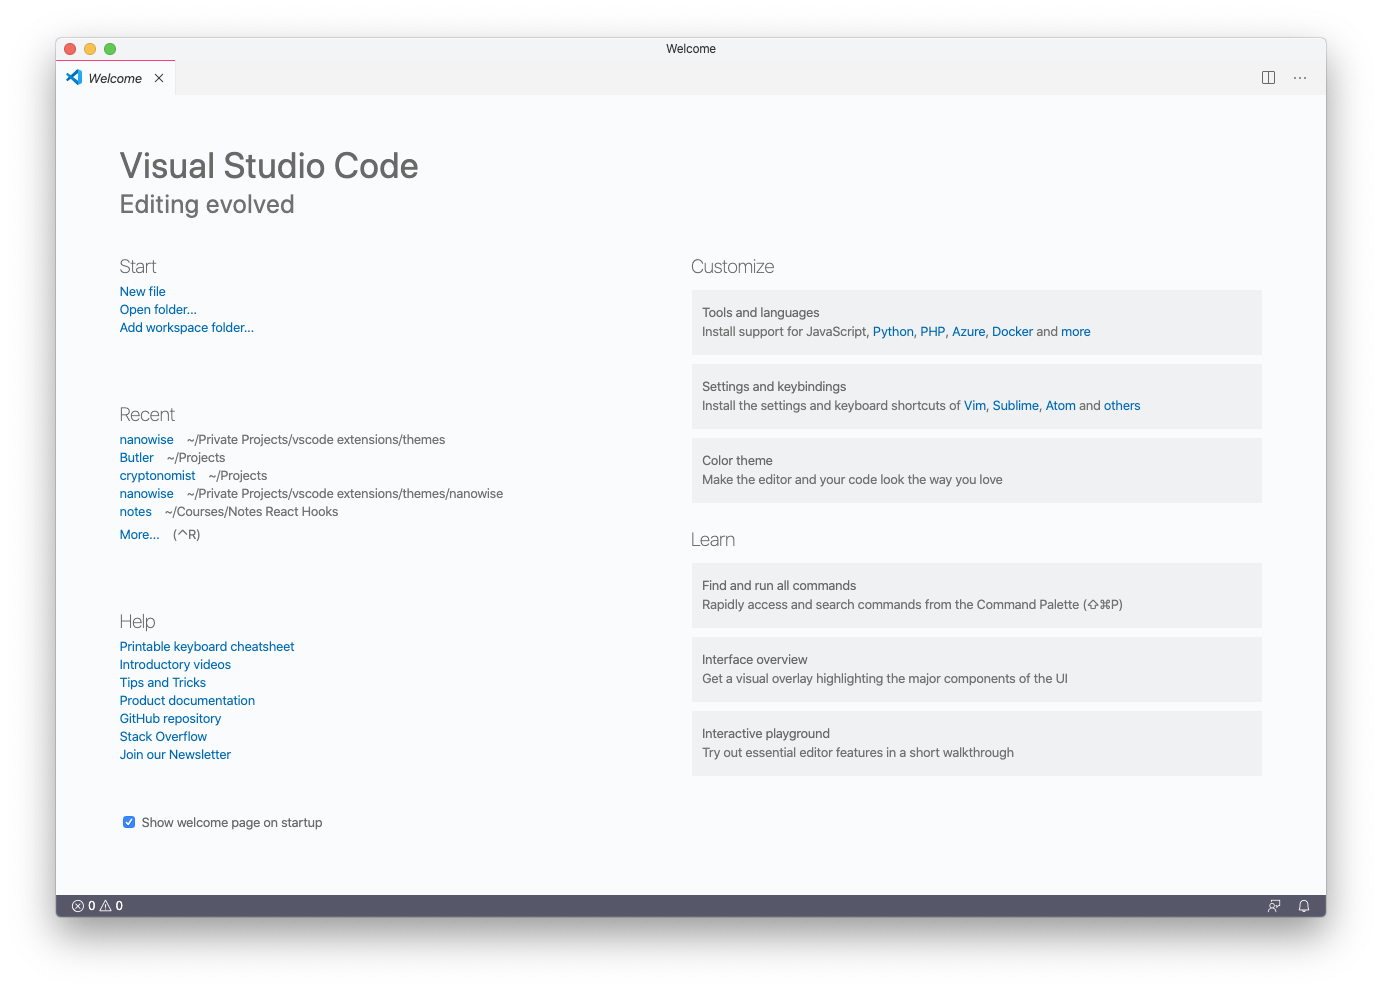 Welcome
Welcome
Visual Studio Code
Editing evolved
Start
New file
Open folder...
Add workspace folder...
Recent
nanowise ~/Private Projects/vscode extensions/themes
Butler ~/Projects
cryptonomist ~/Projects
nanowise ~/Private Projects/vscode extensions/themes/nanowise
notes ~/Courses/Notes React Hooks
More... (^R)
Help
Printable keyboard cheatsheet
Introductory videos
Tips and Tricks
Product documentation
GitHub repository
Stack Overflow
Join our Newsletter
Show welcome page on startup
Customize
Tools and languages
Install support for JavaScript, Python, PHP, Azure, Docker and more
Settings and keybindings
Install the settings and keyboard shortcuts of Vim, Sublime, Atom and others
Color theme
Make the editor and your code look the way you love
Learn
Find and run all commands
Rapidly access and search commands from the Command Palette (⇧⌘P)
Interface overview
Get a visual overlay highlighting the major components of the UI
Interactive playground
Try out essential editor features in a short walkthrough
0 0